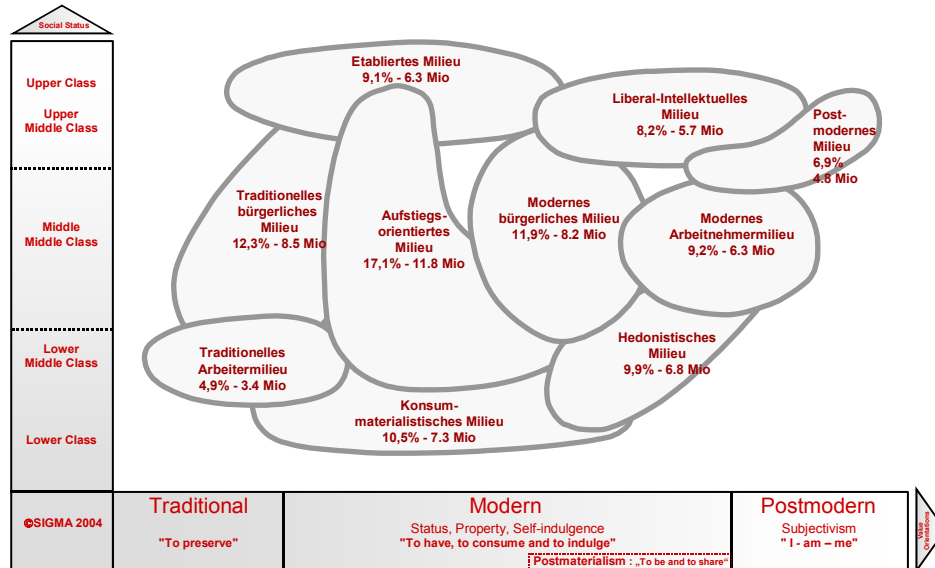 Social Status
Upper Class
Upper
Middle Class
Middle
Middle Class
Lower
Middle Class
Lower Class
Etabliertes Milieu
9,1% - 6.3 Mio
Liberal-Intellektuelles
Milieu
8,2% - 5.7 Mio
Post-
modernes
Milieu
6,9%
4.8 Mio
Traditionelles
bürgerliches
Milieu
12,3% - 8.5 Mio
Aufstiegs-
orientiertes
Milieu
17,1% - 11.8 Mio
Modernes
bürgerliches Milieu
11,9% - 8.2 Mio
Modernes
Arbeitnehmermilieu
9,2% - 6.3 Mio
Traditionelles
Arbeitermilieu
4,9% - 3.4 Mio
Hedonistisches
Milieu
9,9% - 6.8 Mio
Konsum-
materialistisches Milieu
10,5% - 7.3 Mio
©SIGMA 2004
Traditional
"To preserve"
Modern
Status, Property, Self-indulgence
"To have, to consume and to indulge"
Postmaterialism : „To be and to share“
Postmodern
Subjectivism
" I - am – me"
Value
Orientations